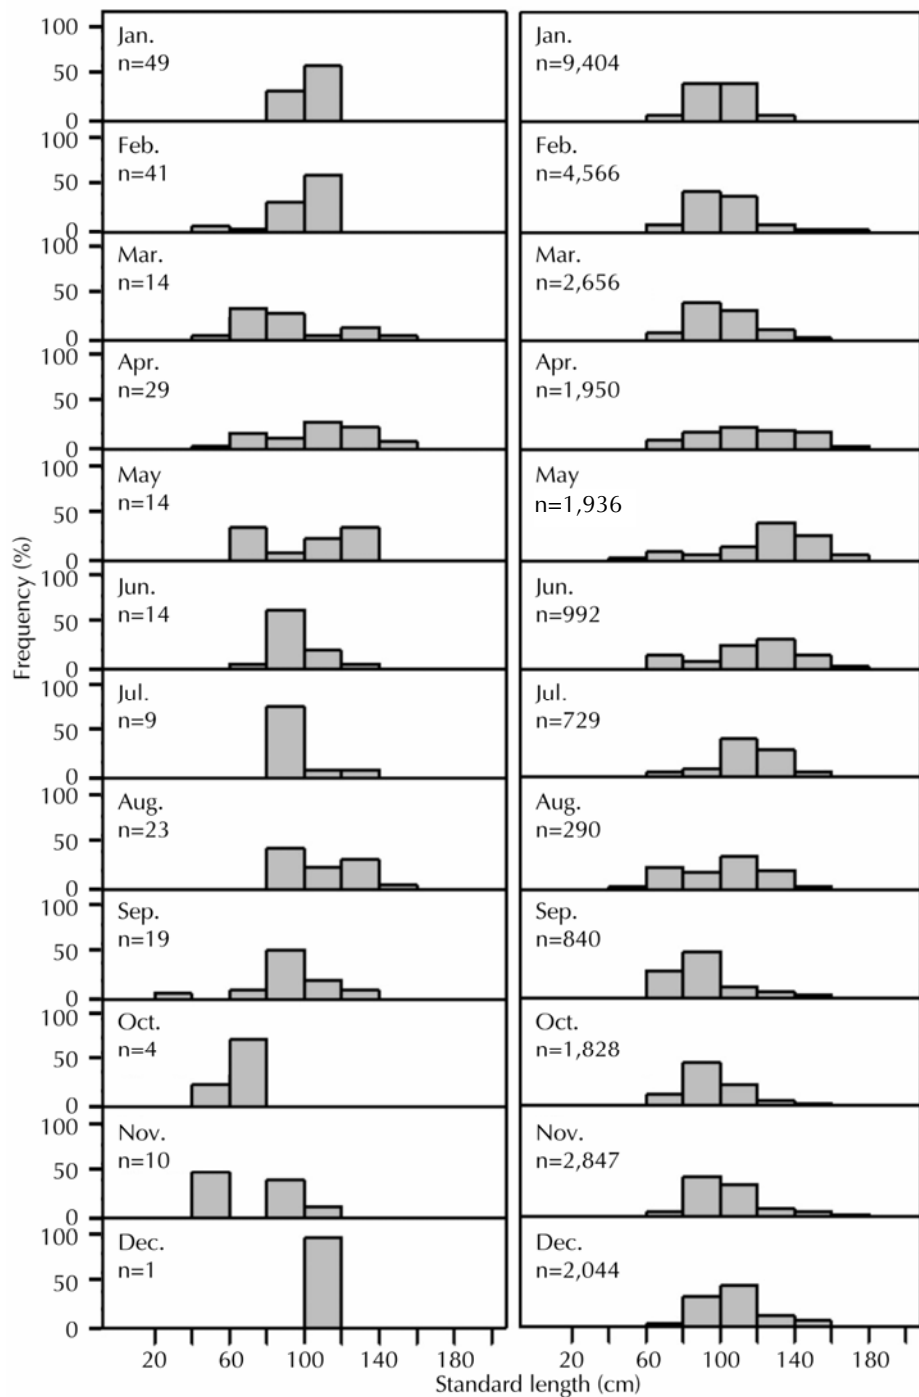 100
50
0
Jan.
n=49
Jan.
n=9,404
100
50
0
Feb.
n=41
Feb.
n=4,566
100
50
0
Mar.
n=14
Mar.
n=2,656
100
50
0
Apr.
n=29
Apr.
n=1,950
100
50
0
May
n=14
May
n=1,936
Frequency (%)
100
50
0
Jun.
n=14
Jun.
n=992
100
50
0
Jul.
n=9
Jul.
n=729
100
50
0
Aug.
n=23
Aug.
n=290
100
50
0
Sep.
n=19
Sep.
n=840
100
50
0
Oct.
n=4
Oct.
n=1,828
100
50
0
Nov.
n=10
Nov.
n=2,847
100
50
0
Dec.
n=1
Dec.
n=2,044
20 60 100 140 180 20 60 100 140 180
Standard length (cm)